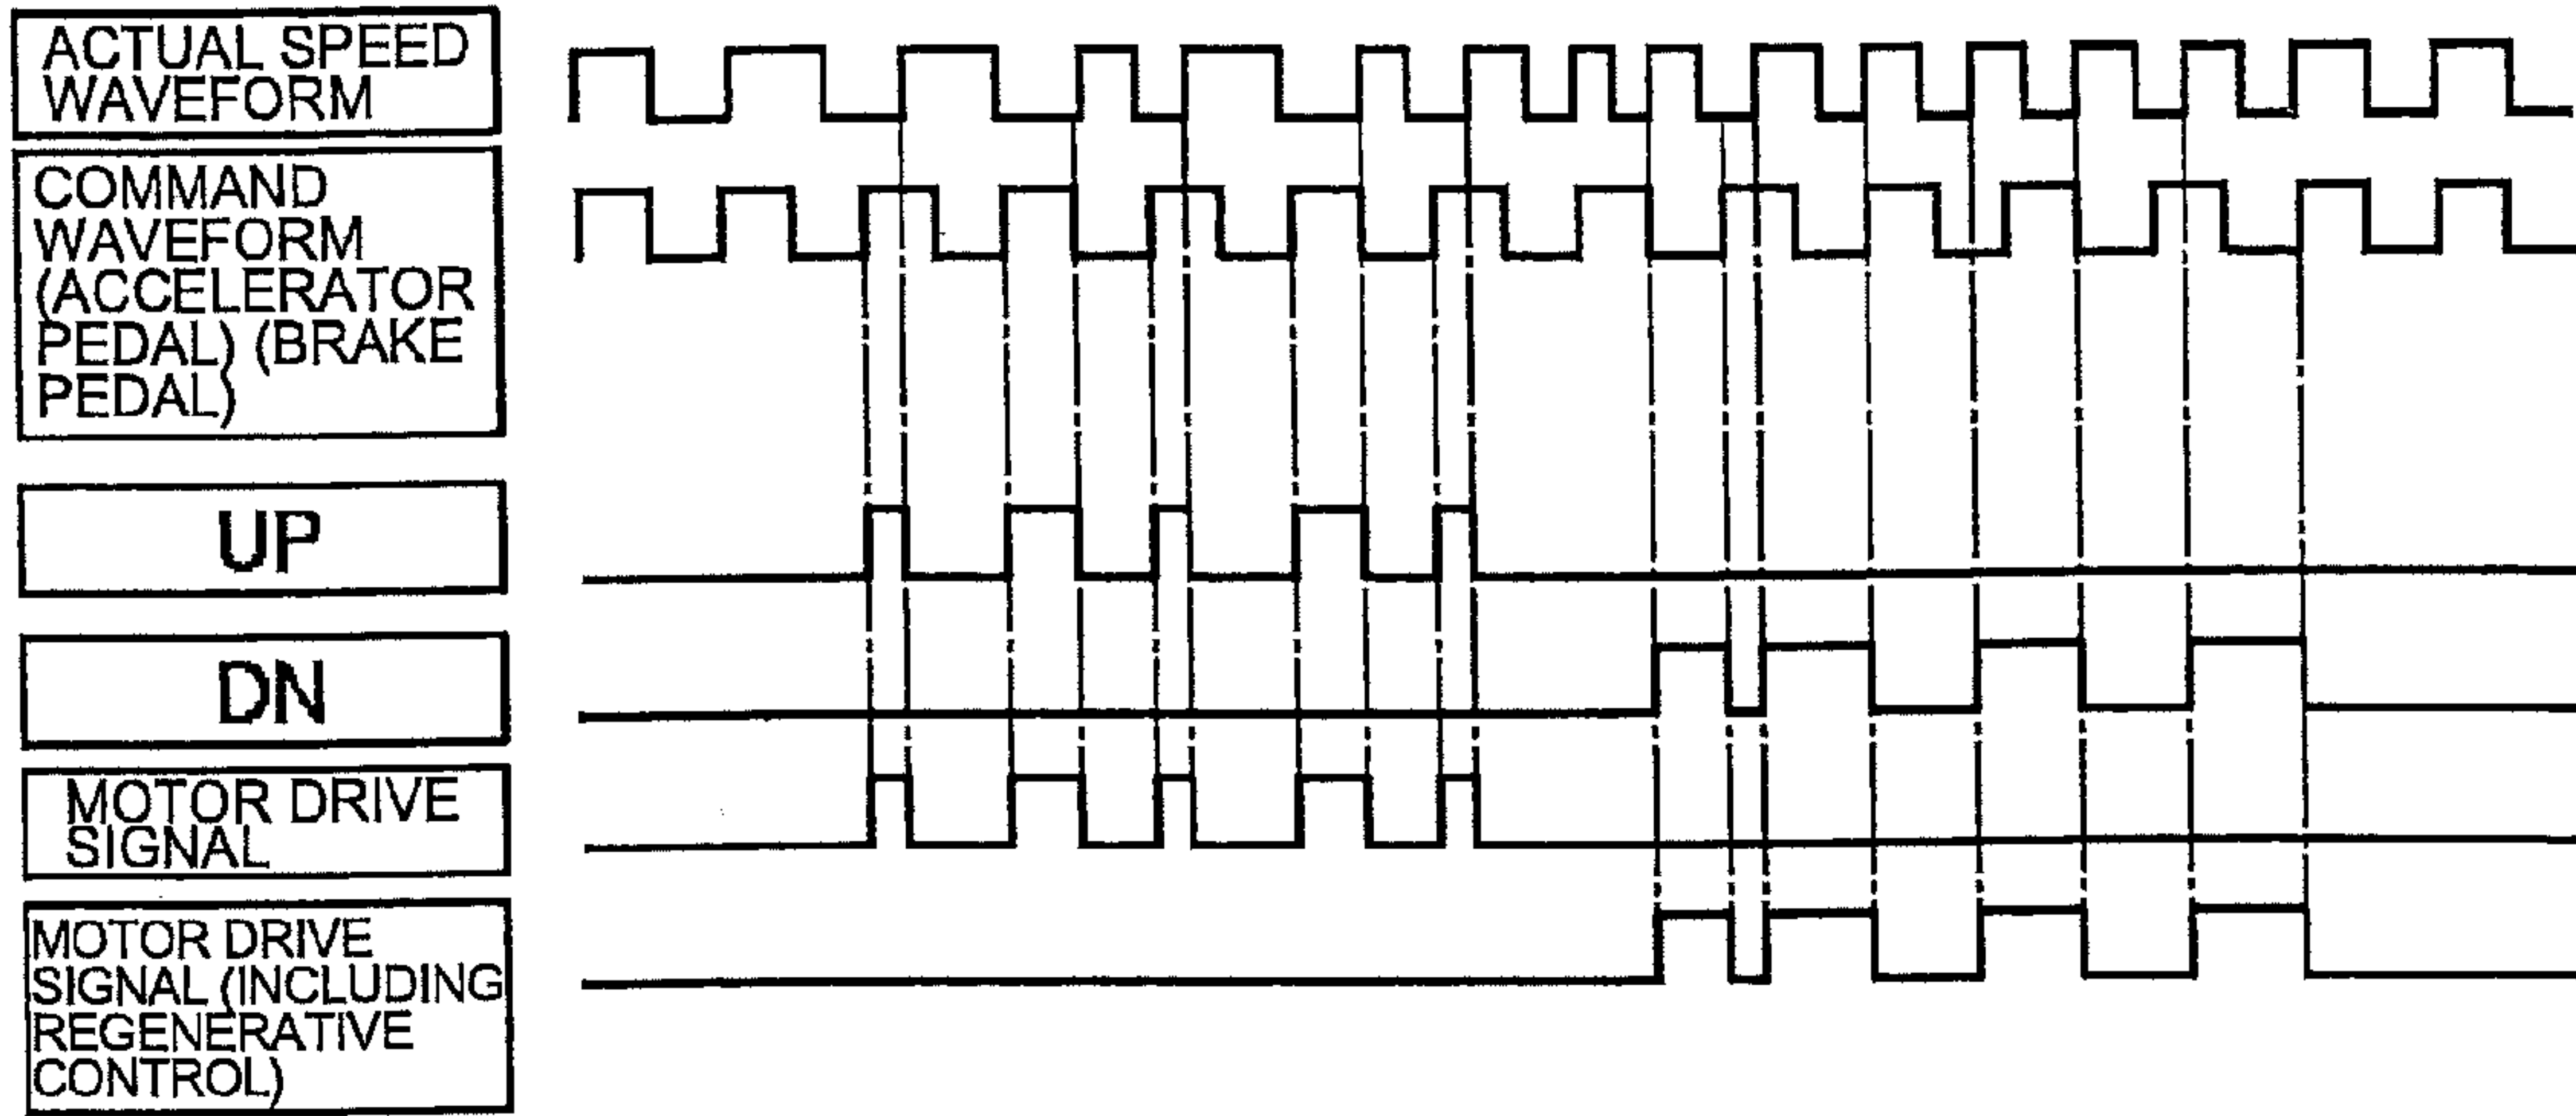 ACTUAL SPEED
WAVEFORM
COMMAND
WAVEFORM
(ACCELERATOR
PEDAL) (BRAKE
PEDAL)
UP
DN
MOTOR DRIVE
SIGNAL
MOTOR DRIVE
SIGNAL (INCLUDING
REGENERATIVE
CONTROL)